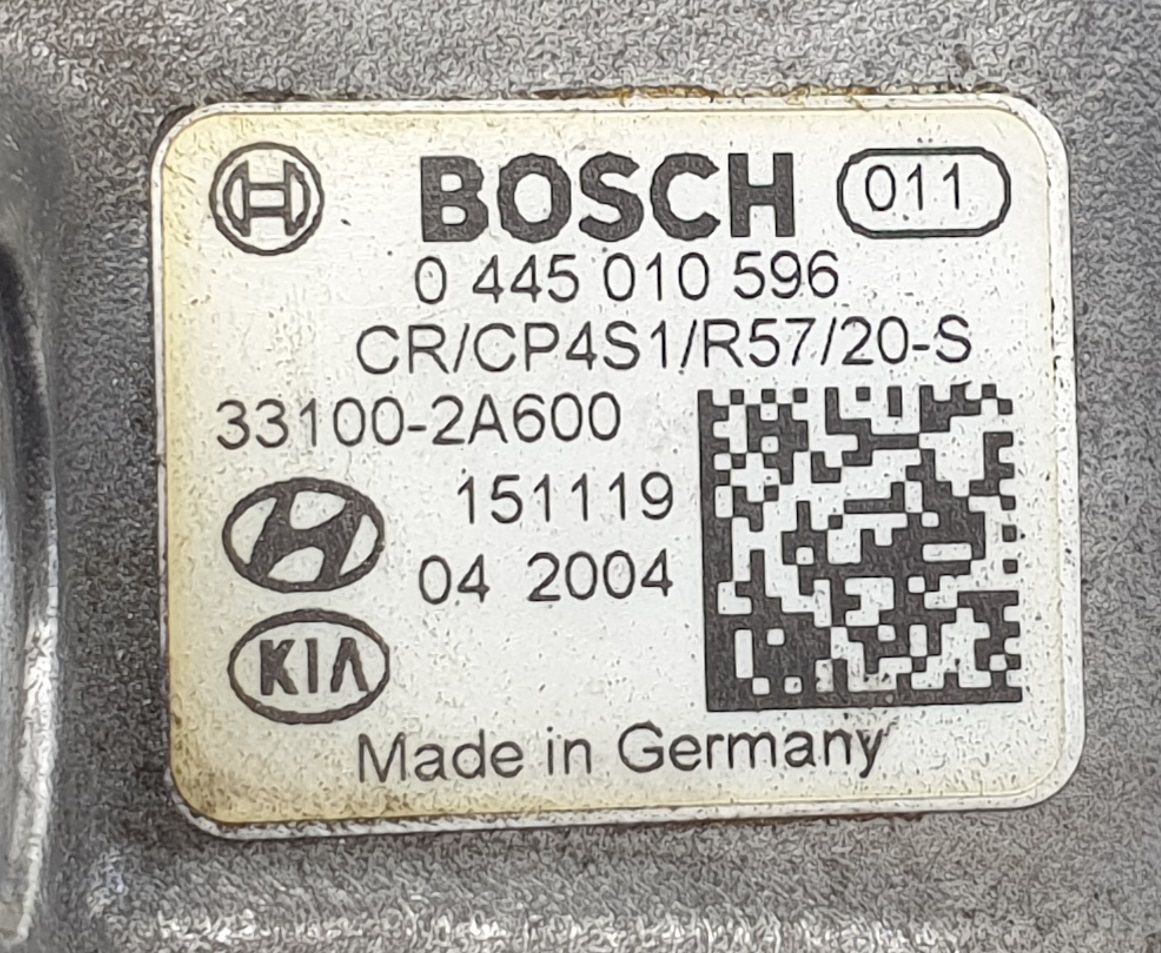 BOSCH 011
0 445 010 596
CR/CP4S1/R57/20-S
33100-2A600
151119
04 2004
KIA
Made in Germany